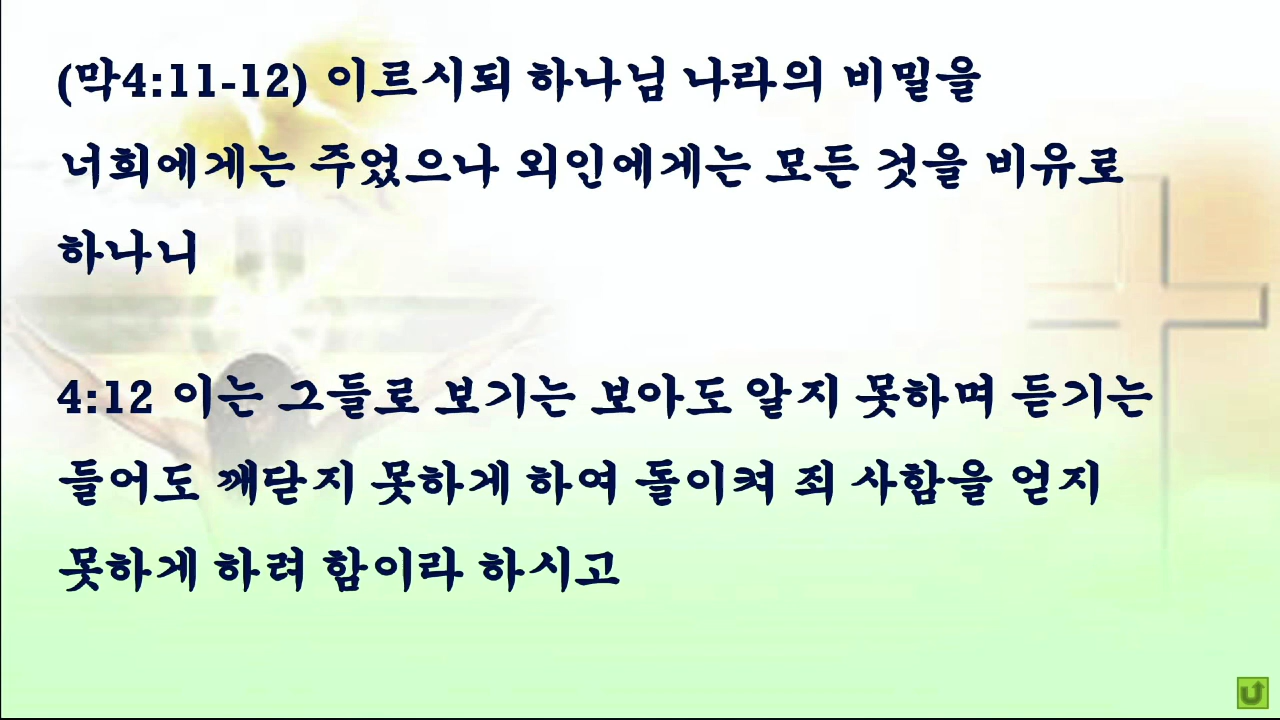 (막4:11-12) 이르시되 하나님 나라의 비밀을
너희에게는 주었으나 외인에게는 모든 것을 비유로
하나니
4:12 이는 그들로 보기는 보아도 알지 못하며 듣기는
들어도 깨닫지 못하게 하여 돌이켜 죄 사함을 얻지
못하게 하려 함이라 하시고